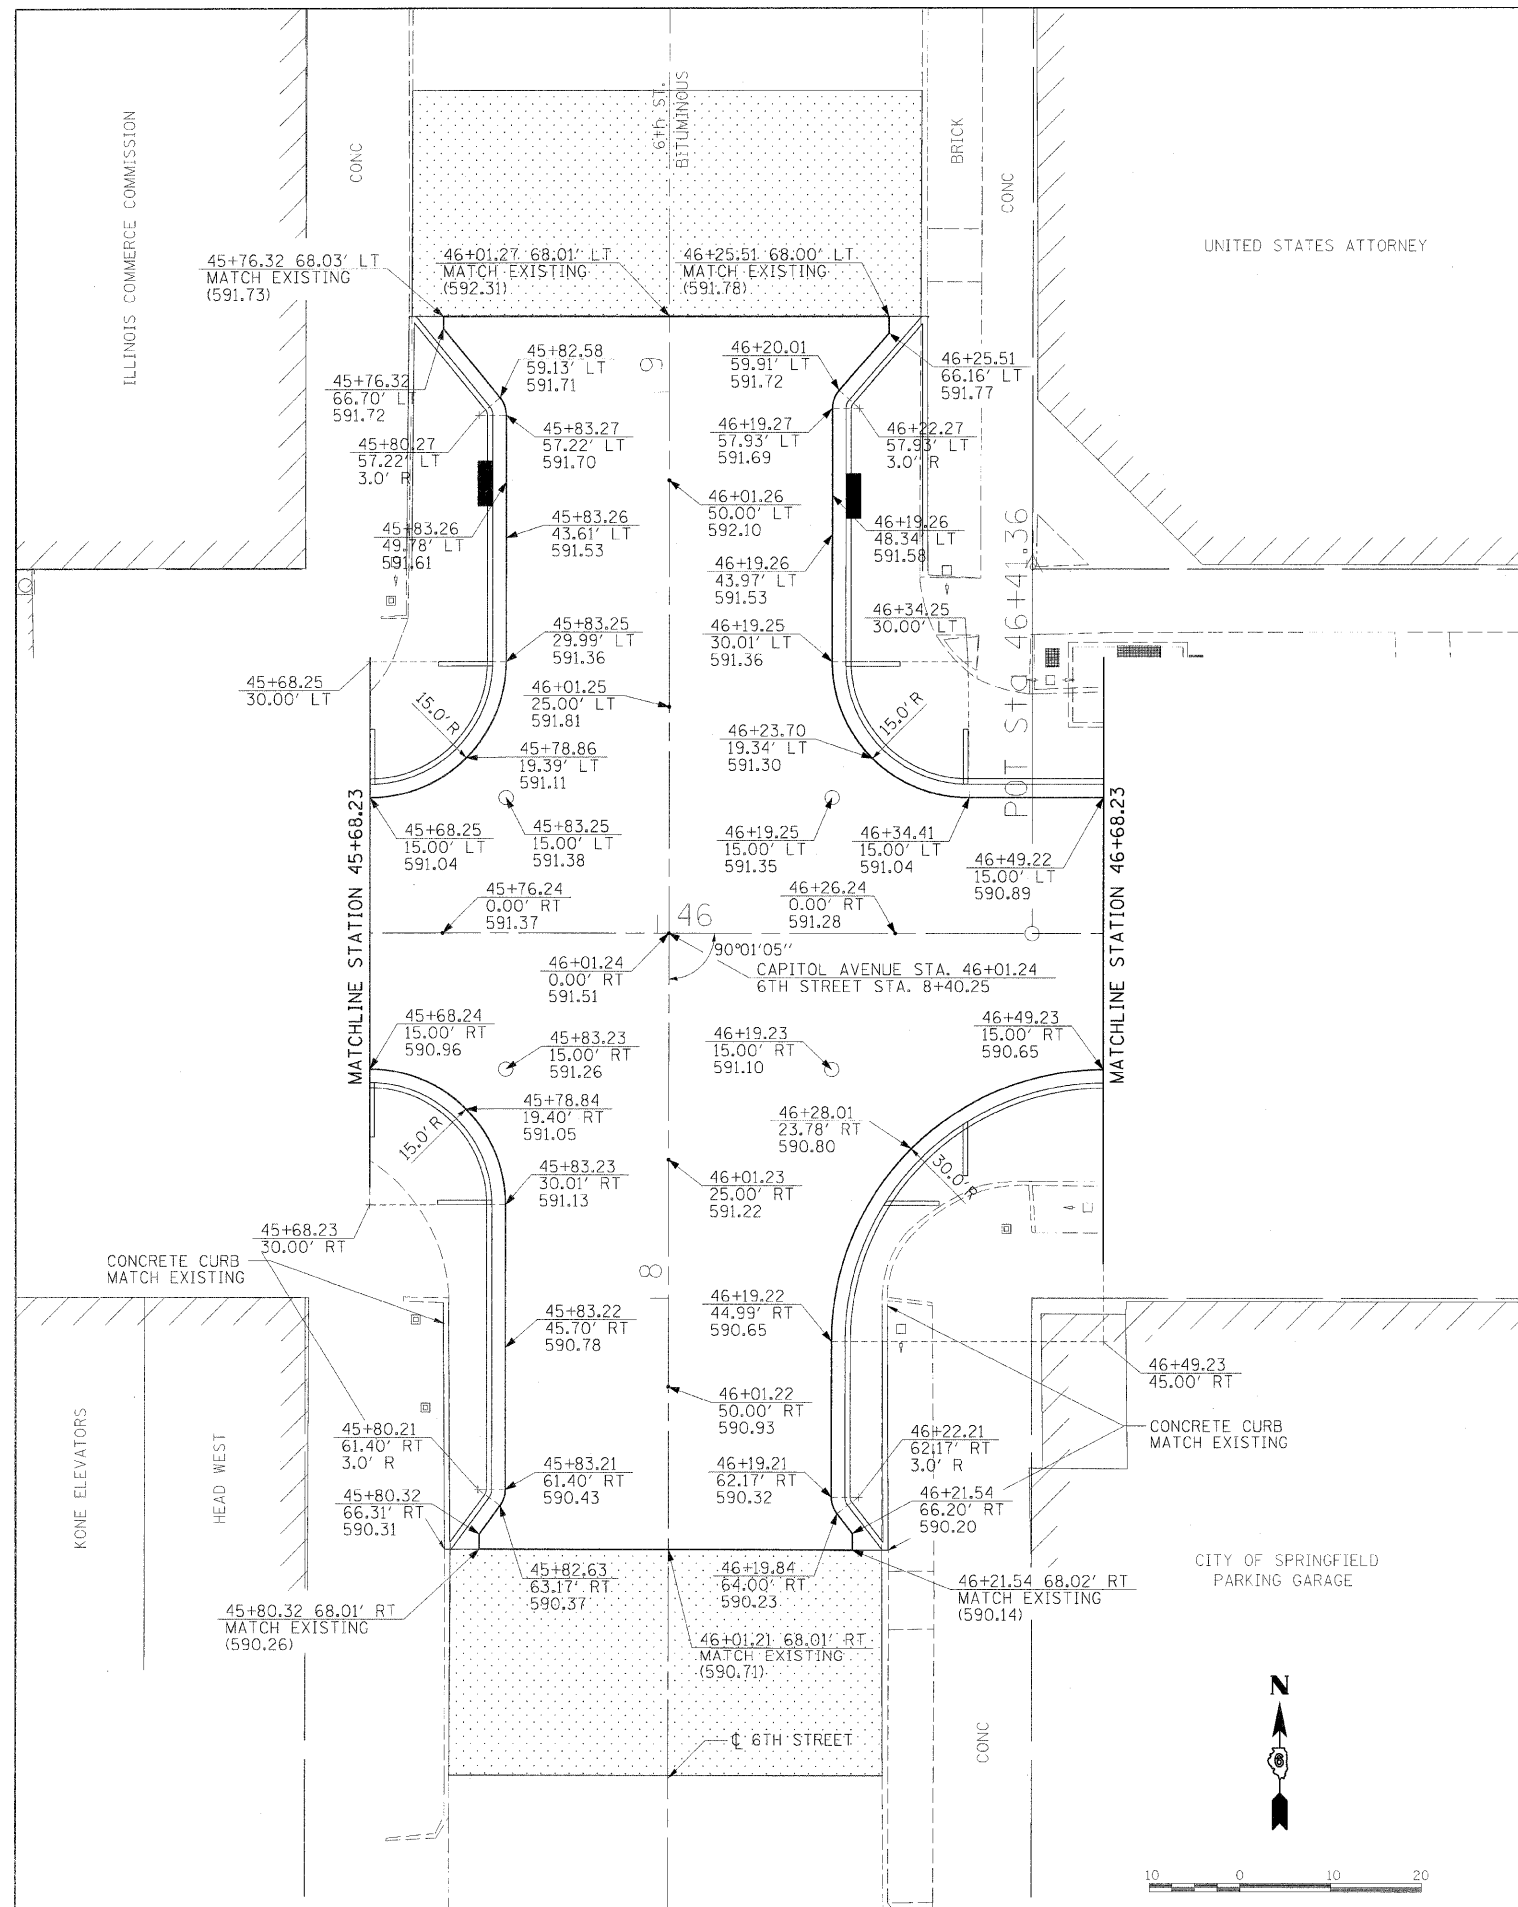 6th ST.
BITUMINOUS
ILLINOIS COMMERCE COMMISSION
CONC
BRICK
CONC
UNITED STATES ATTORNEY
45+76.32 68.03' LT
MATCH EXISTING
(591.73)
46+01.27 68.01' LT
MATCH EXISTING
(592.31)
46+25.51 68.00' LT
MATCH EXISTING
(591.78)
45+82.58
59.13' LT
591.71
9
46+20.01
59.91' LT
591.72
46+25.51
66.16' LT
591.77
45+76.32
66.70' LT
591.72
45+80.27
57.22' LT
3.0' R
45+83.27
57.22' LT
591.70
46+19.27
57.93' LT
591.69
46+22.27
57.93' LT
3.0' R
46+01.26
50.00' LT
592.10
45+83.26
49.78' LT
591.61
45+83.26
43.61' LT
591.53
46+19.26
48.34' LT
591.58
46+19.26
43.97' LT
591.53
POT Sta 46+41.36
45+83.25
29.99' LT
591.36
46+19.25
30.01' LT
591.36
46+34.25
30.00' LT
45+68.25
30.00' LT
15.0' R
46+01.25
25.00' LT
591.81
15.0' R
45+78.86
19.39' LT
591.11
46+23.70
19.34' LT
591.30
MATCHLINE STATION 45+68.23
MATCHLINE STATION 46+68.23
45+68.25
15.00' LT
591.04
45+83.25
15.00' LT
591.38
46+19.25
15.00' LT
591.35
46+34.41
15.00' LT
591.04
46+49.22
15.00' LT
590.89
45+76.24
0.00' RT
591.37
46
46+26.24
0.00' RT
591.28
90°01'05''
46+01.24
0.00' RT
591.51
CAPITOL AVENUE STA. 46+01.24
6TH STREET STA. 8+40.25
45+68.24
15.00' RT
590.96
45+83.23
15.00' RT
591.26
46+19.23
15.00' RT
591.10
46+49.23
15.00' RT
590.65
45+78.84
19.40' RT
591.05
15.0' R
46+28.01
23.78' RT
590.80
30.0' R
45+83.23
30.01' RT
591.13
46+01.23
25.00' RT
591.22
45+68.23
30.00' RT
CONCRETE CURB
MATCH EXISTING
8
45+83.22
45.70' RT
590.78
46+19.22
44.99' RT
590.65
46+49.23
45.00' RT
46+01.22
50.00' RT
590.93
CONCRETE CURB
MATCH EXISTING
KONE ELEVATORS
HEAD WEST
45+80.21
61.40' RT
3.0' R
45+83.21
61.40' RT
590.43
46+19.21
62.17' RT
590.32
46+22.21
62.17' RT
3.0' R
45+80.32
66.31' RT
590.31
46+21.54
66.20' RT
590.20
45+82.63
63.17' RT
590.37
46+19.84
64.00' RT
590.23
46+21.54 68.02' RT
MATCH EXISTING
(590.14)
CITY OF SPRINGFIELD
PARKING GARAGE
45+80.32 68.01' RT
MATCH EXISTING
(590.26)
46+01.21 68.01' RT
MATCH EXISTING
(590.71)
N
6
℄ 6TH STREET
CONC
10 0 10 20